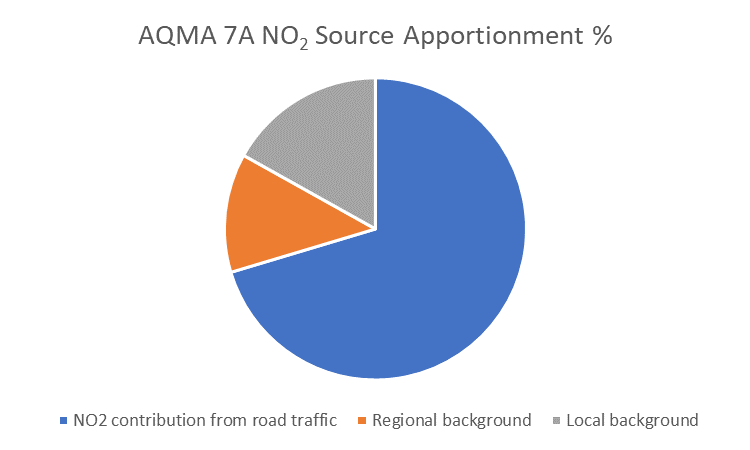 AQMA 7A NO₂ Source Apportionment %
NO2 contribution from road traffic Regional background Local background